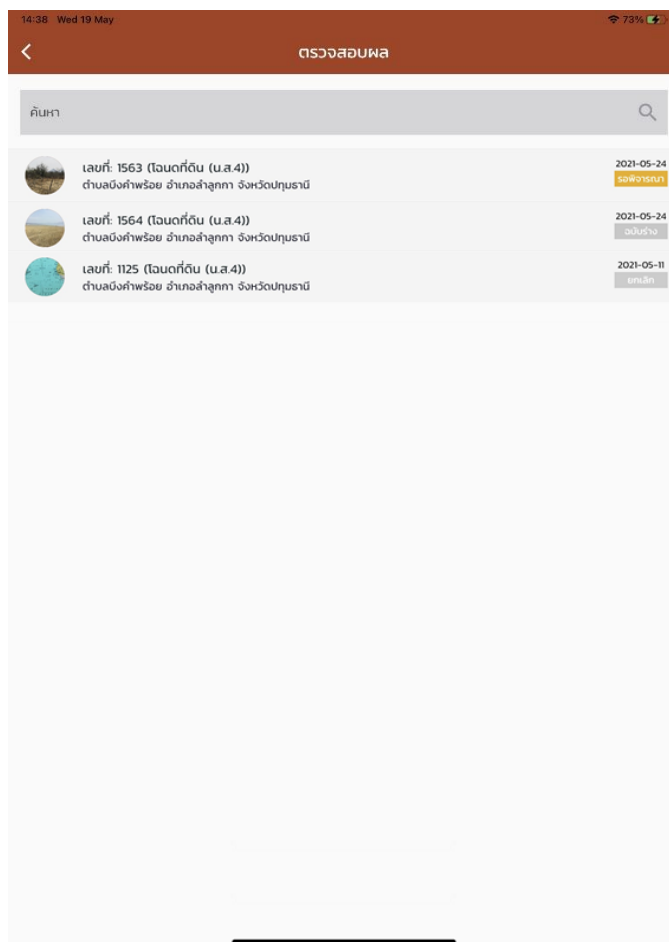 14:38 Wed 19 May 73%
ตรวจสอบผล
ค้นหา
เลขที่: 1563 (โฉนดที่ดิน (น.ส.4)) 2021-05-24
ตำบลบึงคำพร้อย อำเภอลำลูกกา จังหวัดปทุมธานี รอพิจารณา
เลขที่: 1564 (โฉนดที่ดิน (น.ส.4)) 2021-05-24
ตำบลบึงคำพร้อย อำเภอลำลูกกา จังหวัดปทุมธานี ฉบับร่าง
เลขที่: 1125 (โฉนดที่ดิน (น.ส.4)) 2021-05-11
ตำบลบึงคำพร้อย อำเภอลำลูกกา จังหวัดปทุมธานี ยกเลิก